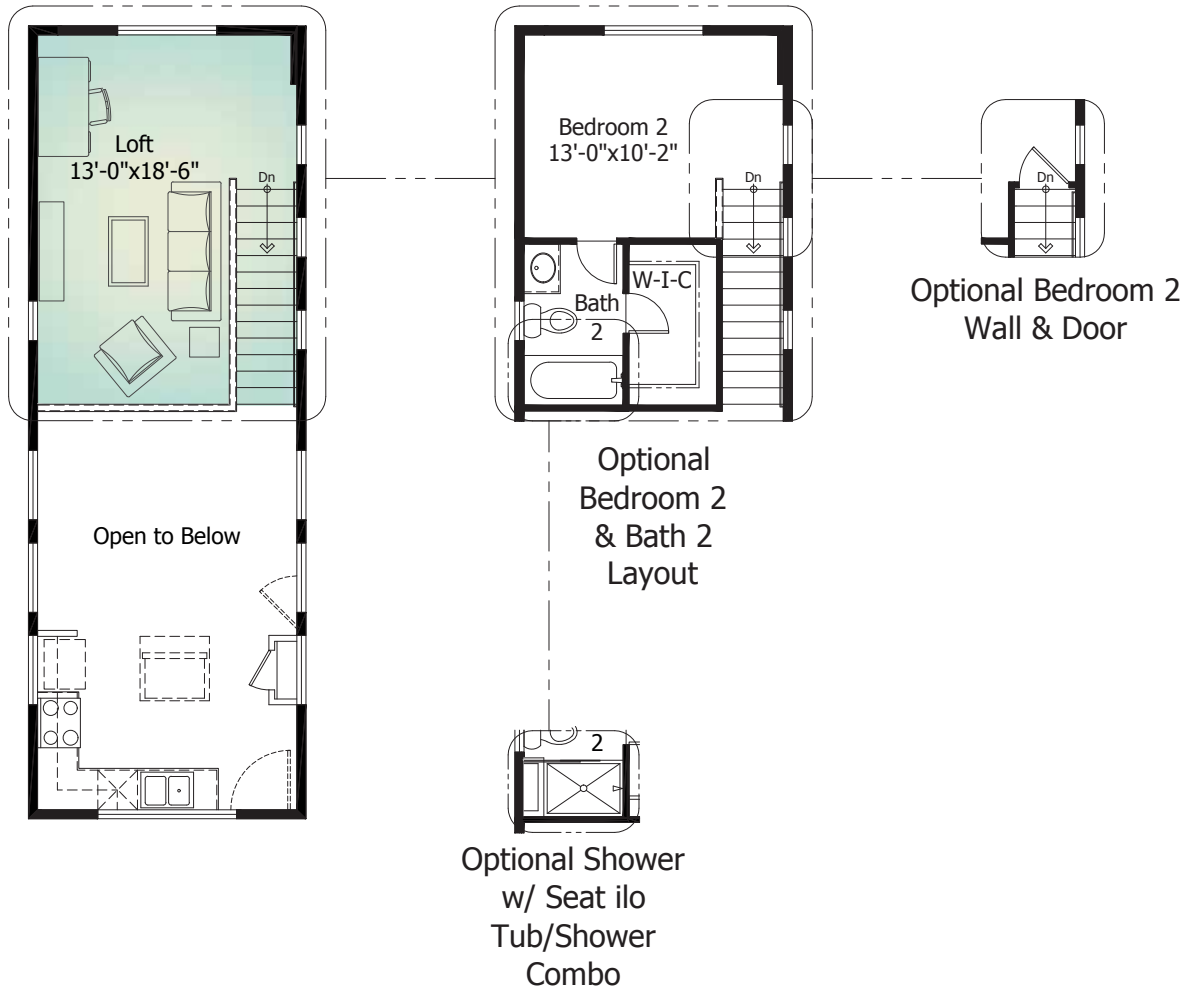 Loft
13'-0"x18'-6"
Dn
Open to Below
Bedroom 2
13'-0"x10'-2"
Dn
W-I-C
Bath
2
Optional
Bedroom 2
& Bath 2
Layout
Dn
Optional Bedroom 2
Wall & Door
2
Optional Shower
w/ Seat ilo
Tub/Shower
Combo